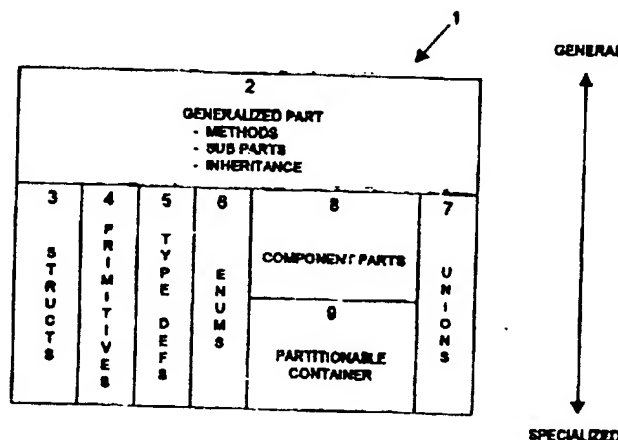 1
GENERAL
2
GENERALIZED PART
- METHODS
- SUB PARTS
- INHERITANCE
3
STRUCTS
4
PRIMITIVES
5
TYPE DEFS
6
ENUMS
8
COMPONENT PARTS
9
PARTITIONABLE
CONTAINER
7
UNIONS
SPECIALIZED